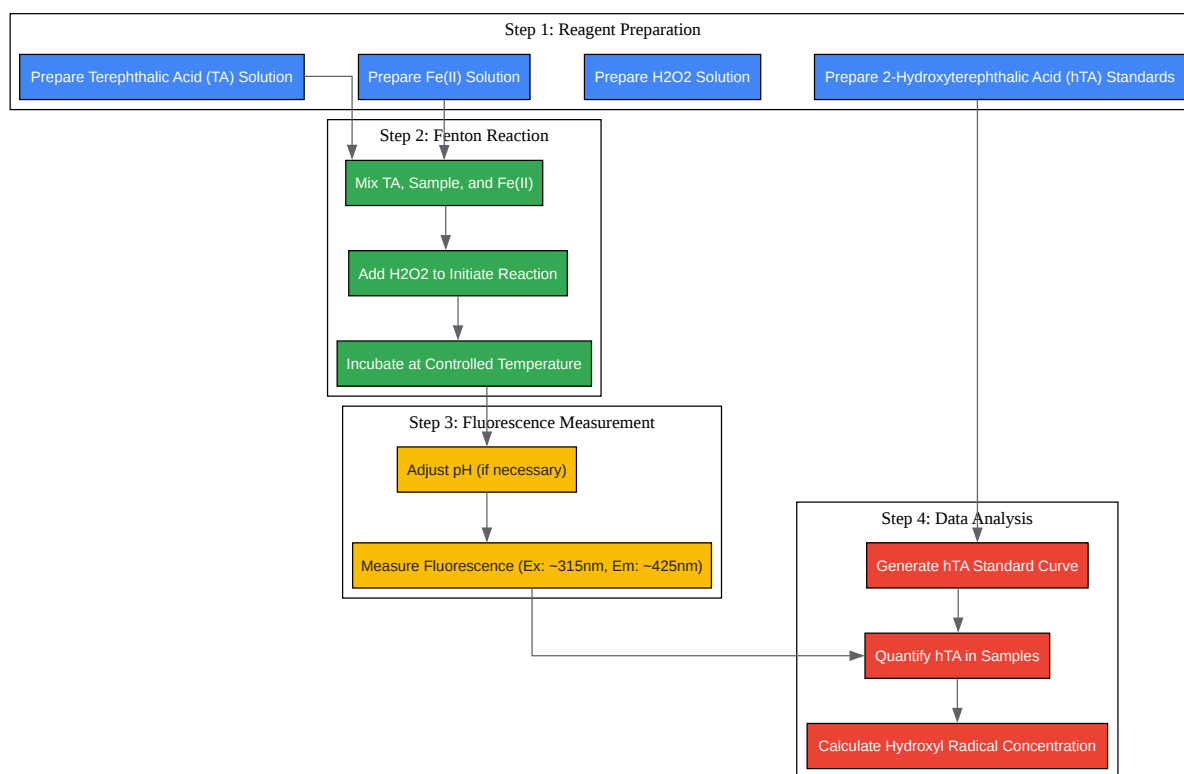 Step 1: Reagent Preparation
Prepare Terephthalic Acid (TA) Solution
Prepare Fe(II) Solution
Prepare H2O2 Solution
Prepare 2-Hydroxyterephthalic Acid (hTA) Standards
Step 2: Fenton Reaction
Mix TA, Sample, and Fe(II)
Add H2O2 to Initiate Reaction
Incubate at Controlled Temperature
Step 3: Fluorescence Measurement
Adjust pH (if necessary)
Measure Fluorescence (Ex: ~315nm, Em: ~425nm)
Step 4: Data Analysis
Generate hTA Standard Curve
Quantify hTA in Samples
Calculate Hydroxyl Radical Concentration